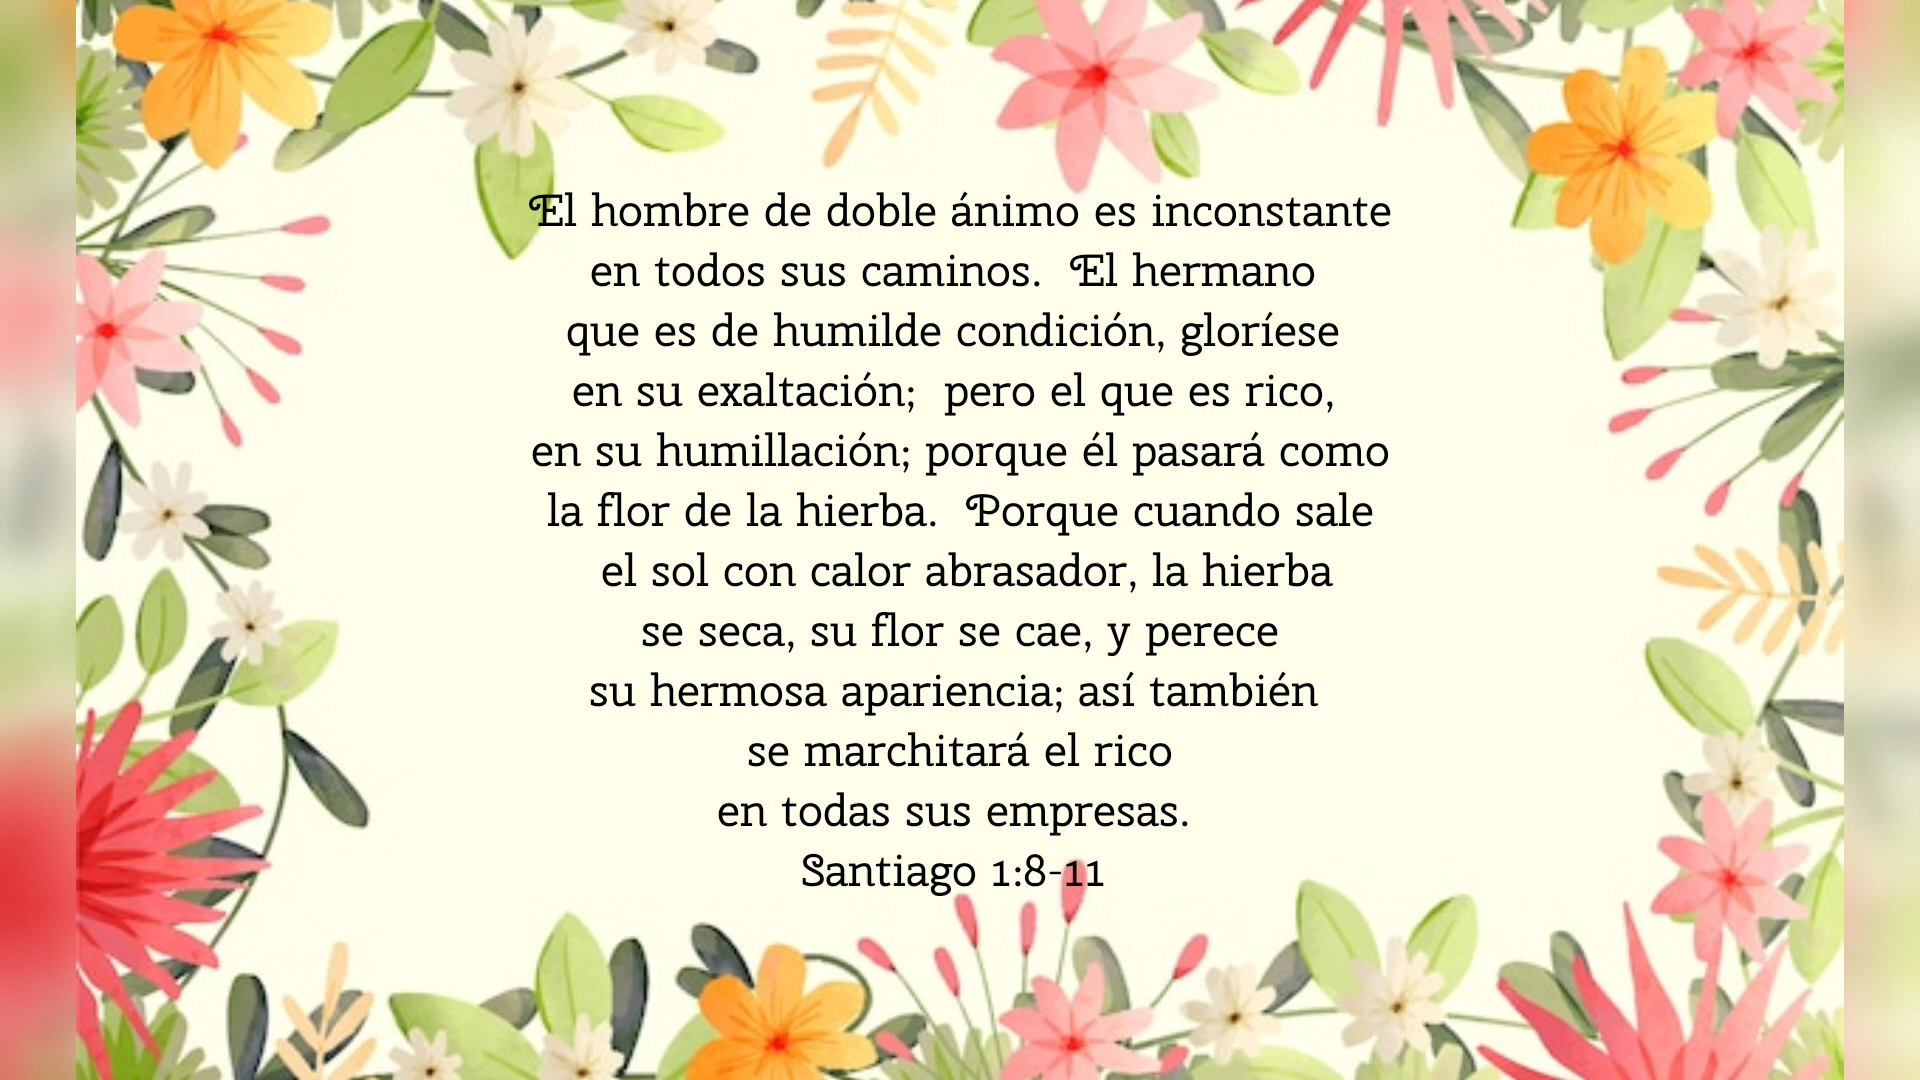 El hombre de doble ánimo es inconstante
en todos sus caminos.  El hermano
que es de humilde condición, gloríese
en su exaltación;  pero el que es rico,
en su humillación; porque él pasará como
la flor de la hierba.  Porque cuando sale
el sol con calor abrasador, la hierba
se seca, su flor se cae, y perece
su hermosa apariencia; así también
se marchitará el rico
en todas sus empresas.
Santiago 1:8-11